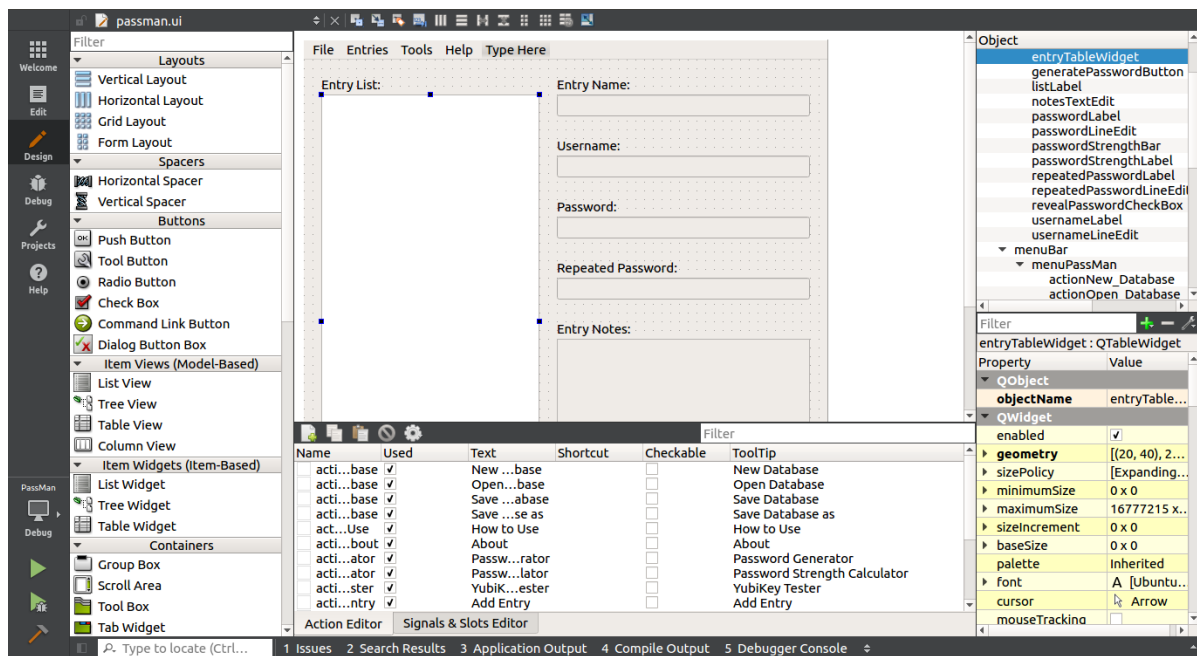 passman.ui
Welcome
Edit
Design
Debug
Projects
Help
PassMan
Debug
Filter
Layouts
Vertical Layout
Horizontal Layout
Grid Layout
Form Layout
Spacers
Horizontal Spacer
Vertical Spacer
Buttons
OK Push Button
Tool Button
Radio Button
Check Box
Command Link Button
Dialog Button Box
Item Views (Model-Based)
List View
Tree View
Table View
Column View
Item Widgets (Item-Based)
List Widget
Tree Widget
Table Widget
Containers
Group Box
Scroll Area
Tool Box
Tab Widget
File Entries Tools Help Type Here
Entry List:
Entry Name:
Username:
Password:
Repeated Password:
Entry Notes:
Filter
Name Used Text Shortcut Checkable ToolTip
acti...base New ...base New Database
acti...base Open...base Open Database
acti...base Save ...abase Save Database
acti...base Save ...se as Save Database as
act...Use How to Use How to Use
acti...bout About About
acti...ator Passw...rator Password Generator
acti...ator Passw...lator Password Strength Calculator
acti...ster YubiK...ester YubiKey Tester
acti...ntry Add Entry Add Entry
Action Editor Signals & Slots Editor
Object
entryTableWidget
generatePasswordButton
listLabel
notesTextEdit
passwordLabel
passwordLineEdit
passwordStrengthBar
passwordStrengthLabel
repeatedPasswordLabel
repeatedPasswordLineEdit
revealPasswordCheckBox
usernameLabel
usernameLineEdit
menuBar
menuPassMan
actionNew_Database
actionOpen_Database
Filter
entryTableWidget : QTableWidget
Property Value
QObject
objectName entryTable...
QWidget
enabled
geometry [(20, 40), 2...
sizePolicy [Expanding...
minimumSize 0 x 0
maximumSize 16777215 x...
sizeIncrement 0 x 0
baseSize 0 x 0
palette Inherited
font A [Ubuntu...
cursor Arrow
mouseTracking
Type to locate (Ctrl... 1 Issues 2 Search Results 3 Application Output 4 Compile Output 5 Debugger Console